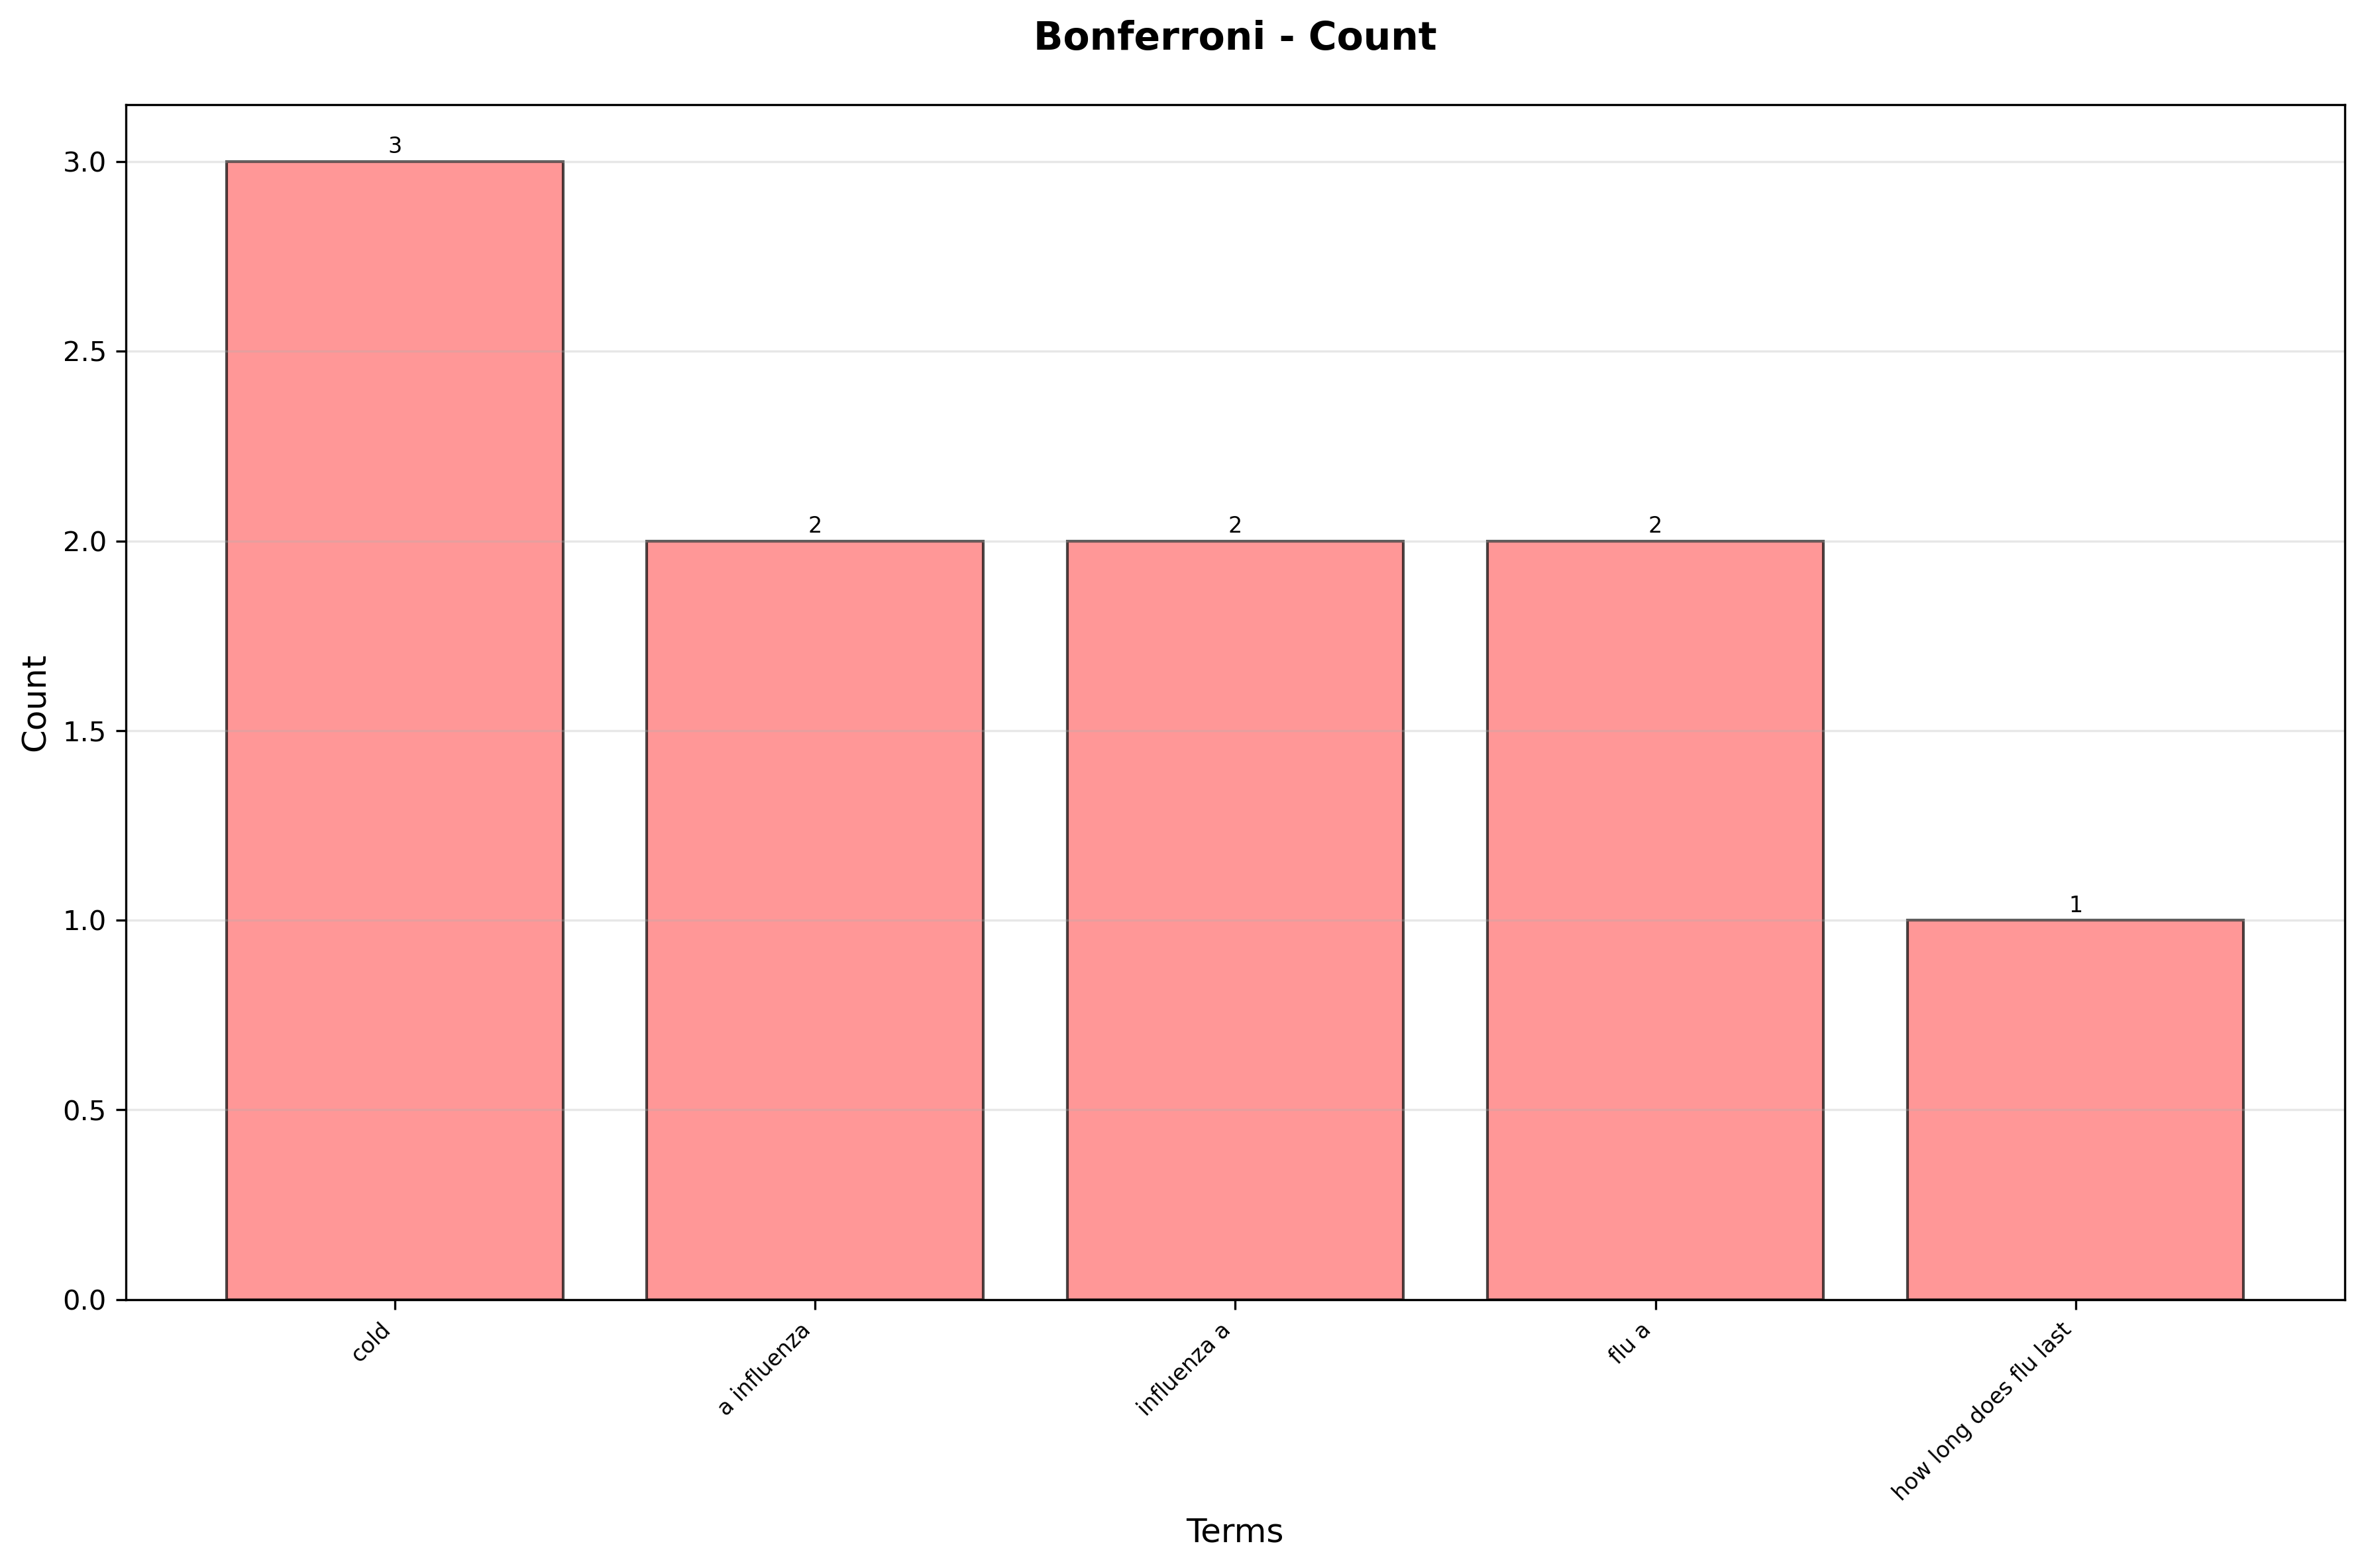 Bonferroni - Count
3
3.0
2.5
2
2
2
2.0
Count
1.5
1
1.0
0.5
0.0
cold
a influenza
influenza a
flu a
how long does flu last
Terms